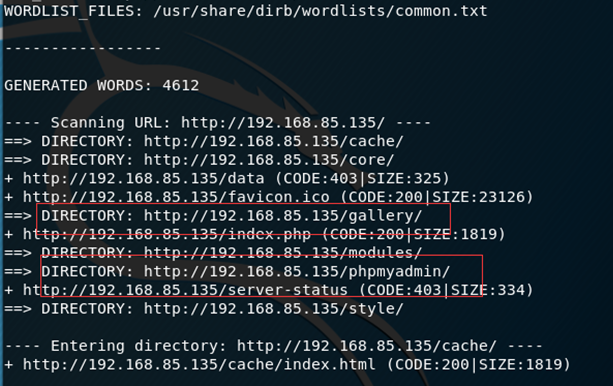 WORDLIST_FILES: /usr/share/dirb/wordlists/common.txt
-----------------
GENERATED WORDS: 4612
---- Scanning URL: http://192.168.85.135/ ----
==> DIRECTORY: http://192.168.85.135/cache/
==> DIRECTORY: http://192.168.85.135/core/
+ http://192.168.85.135/data (CODE:403|SIZE:325)
+ http://192.168.85.135/favicon.ico (CODE:200|SIZE:23126)
==> DIRECTORY: http://192.168.85.135/gallery/
+ http://192.168.85.135/index.php (CODE:200|SIZE:1819)
==> DIRECTORY: http://192.168.85.135/modules/
==> DIRECTORY: http://192.168.85.135/phpmyadmin/
+ http://192.168.85.135/server-status (CODE:403|SIZE:334)
==> DIRECTORY: http://192.168.85.135/style/
---- Entering directory: http://192.168.85.135/cache/ ----
+ http://192.168.85.135/cache/index.html (CODE:200|SIZE:1819)